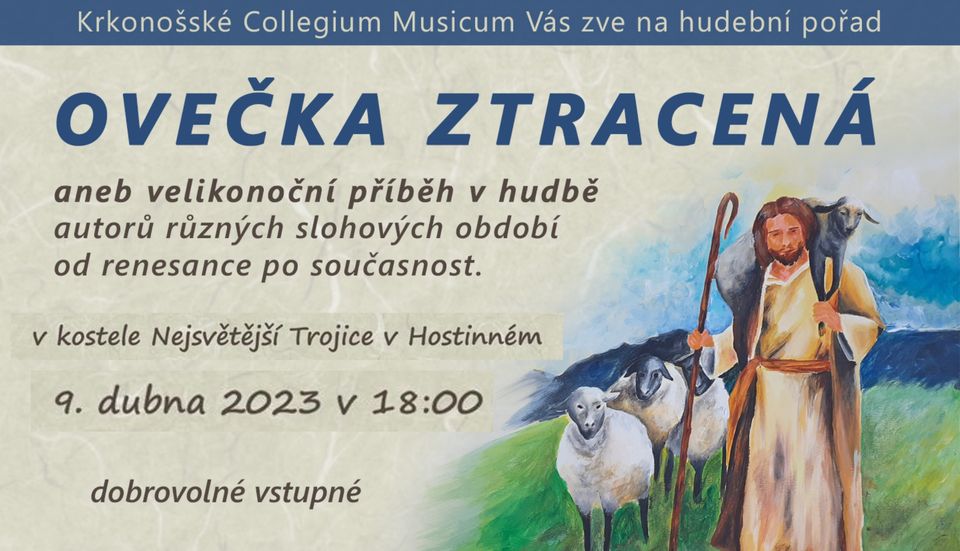 Krkonošské Collegium Musicum Vás zve na hudební pořad
OVEČKA ZTRACENÁ
aneb velikonoční příběh v hudbě
autorů různých slohových období
od renesance po současnost.
v kostele Nejsvětější Trojice v Hostinném
9. dubna 2023 v 18:00
dobrovolné vstupné